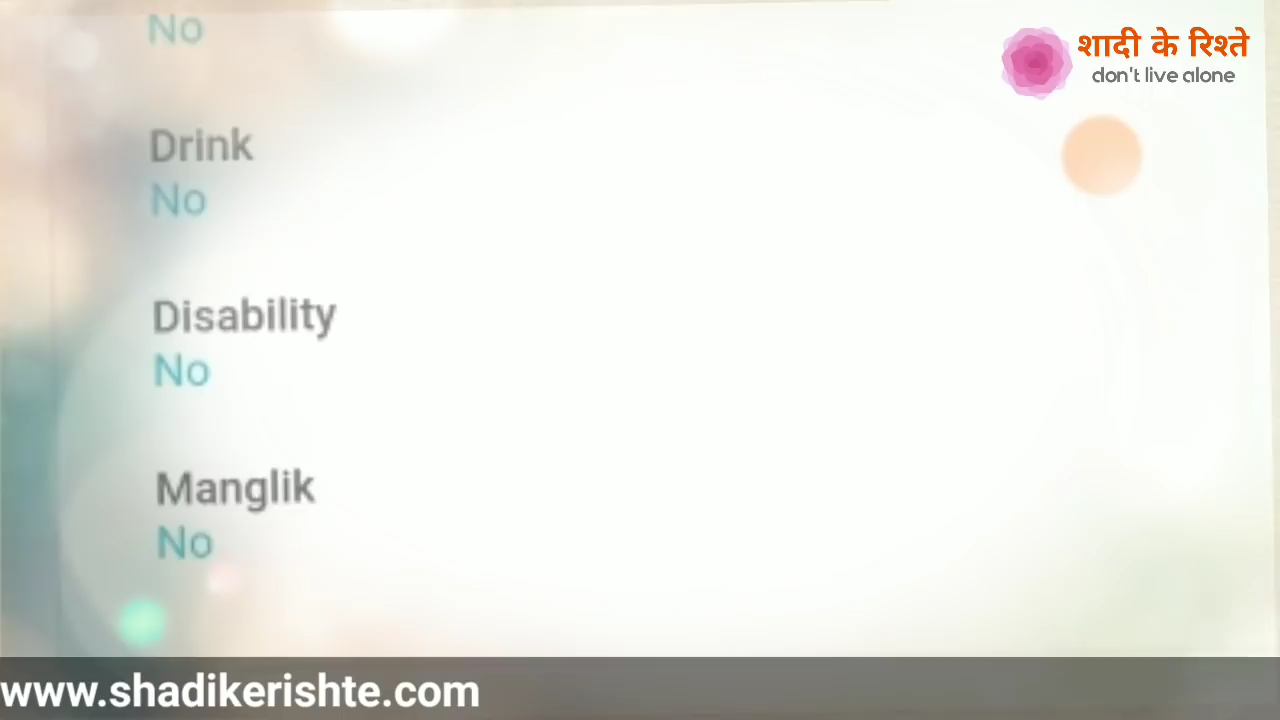 No
शादी के रिश्ते
don't live alone
Drink
No
Disability
No
Manglik
No
www.shadikerishte.com